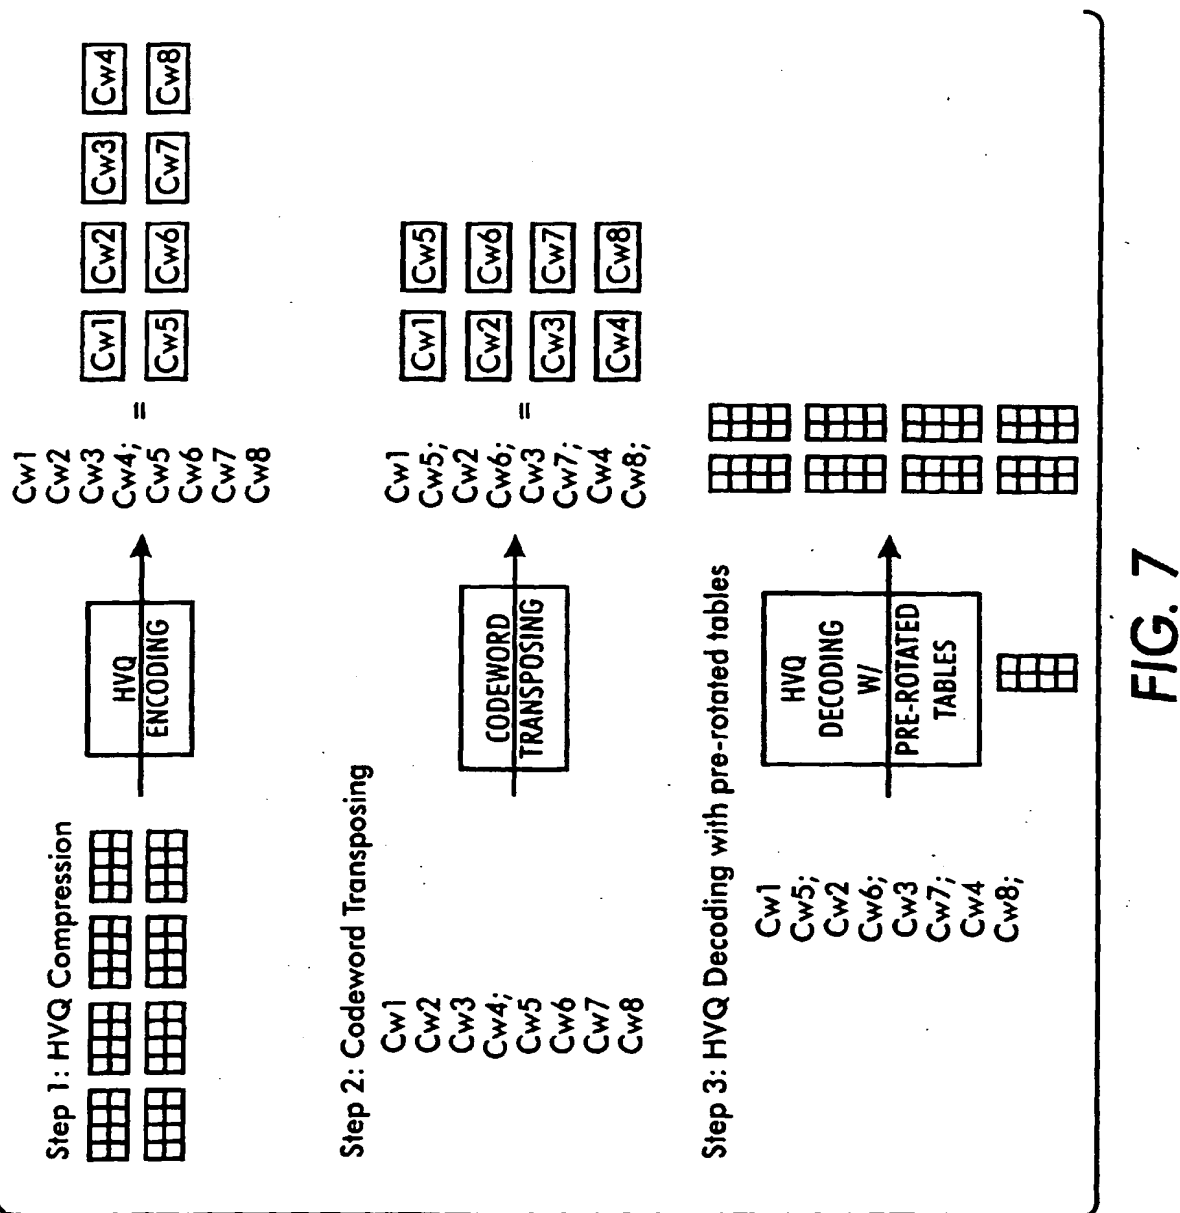 Step 1: HVQ Compression
HVQ
ENCODING
Cw1
Cw2
Cw3
Cw4;
Cw5
Cw6
Cw7
Cw8
=
Cw1 Cw2 Cw3 Cw4
Cw5 Cw6 Cw7 Cw8
Step 2: Codeword Transposing
Cw1
Cw2
Cw3
Cw4;
Cw5
Cw6
Cw7
Cw8
CODEWORD
TRANSPOSING
Cw1
Cw5;
Cw2
Cw6;
Cw3
Cw7;
Cw4
Cw8;
=
Cw1 Cw5
Cw2 Cw6
Cw3 Cw7
Cw4 Cw8
Step 3: HVQ Decoding with pre-rotated tables
Cw1
Cw5;
Cw2
Cw6;
Cw3
Cw7;
Cw4
Cw8;
HVQ
DECODING
W/
PRE-ROTATED
TABLES
FIG. 7